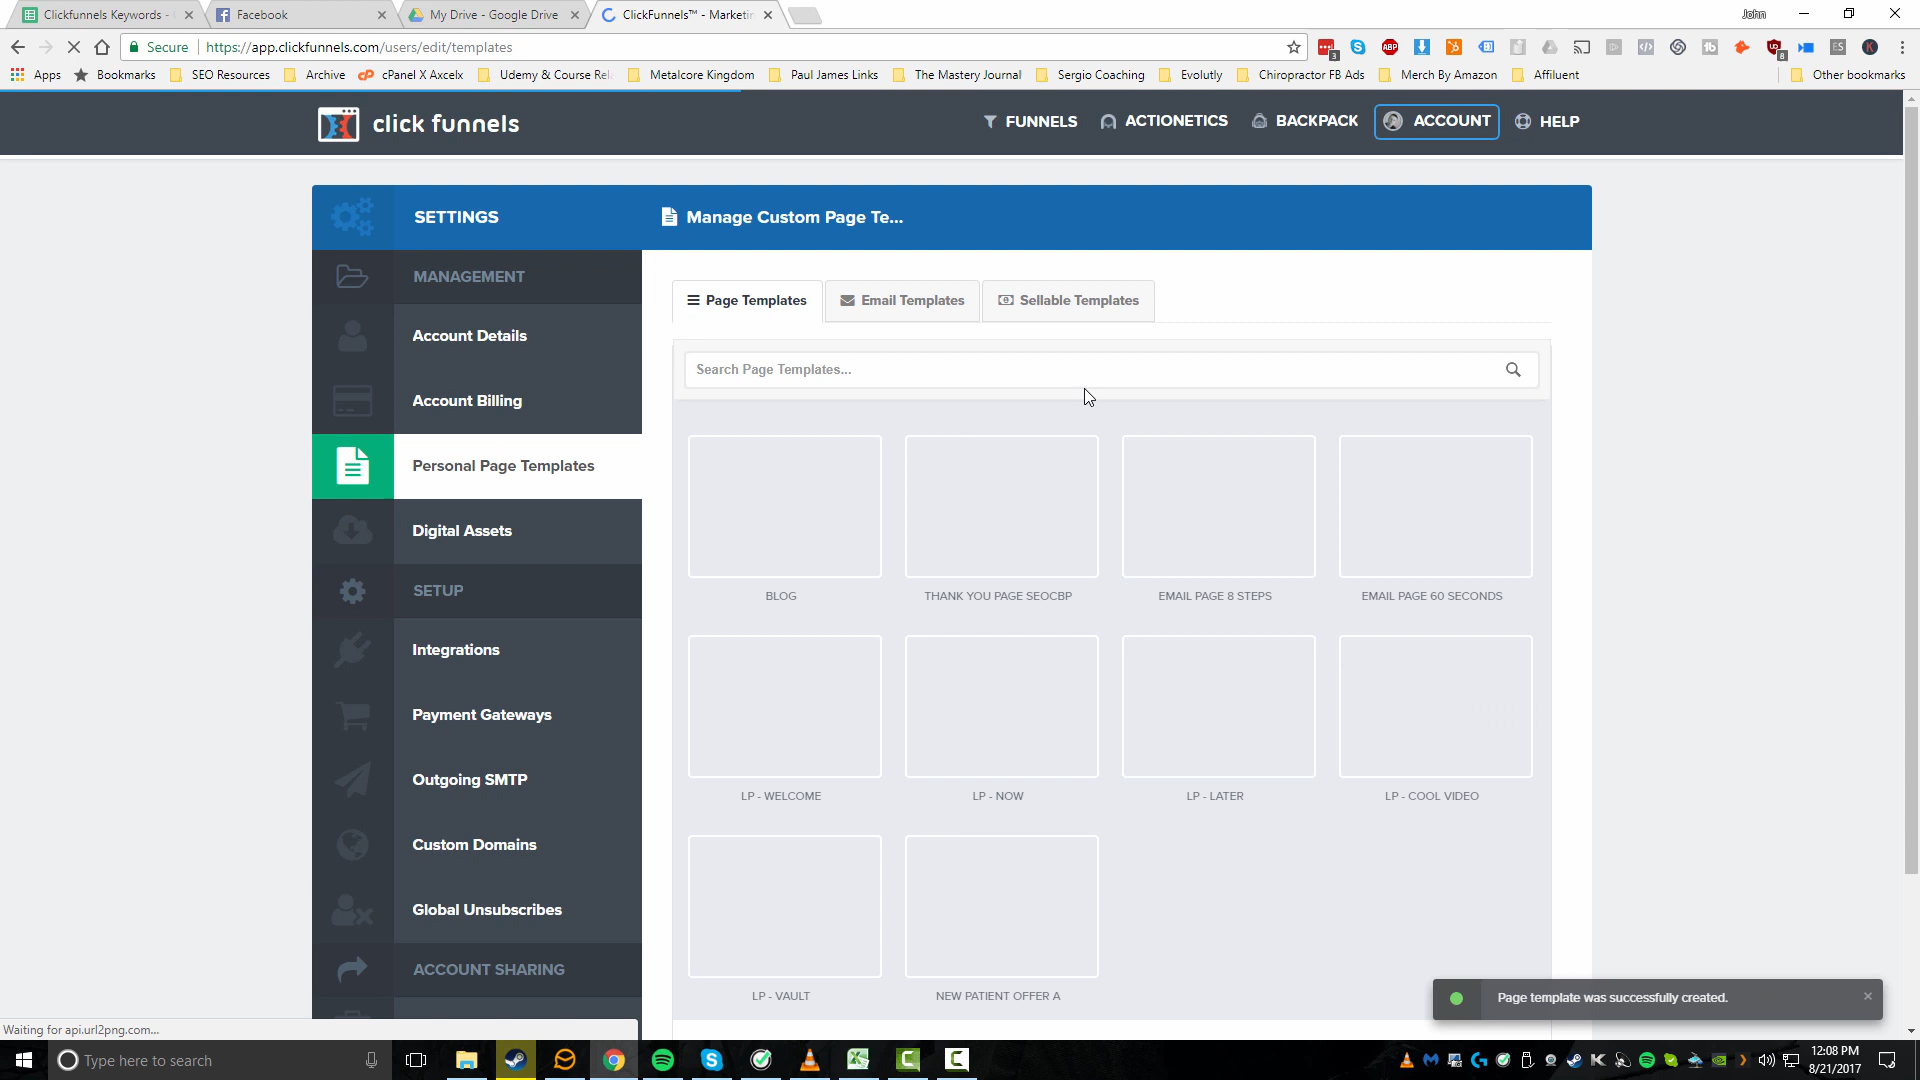 Clickfunnels Keywords -
Facebook
My Drive - Google Drive
ClickFunnels™ - Marketin
John
Secure
https://app.clickfunnels.com/users/edit/templates
Apps
Bookmarks
SEO Resources
Archive
cPanel X Axcelx
Udemy & Course Rel
Metalcore Kingdom
Paul James Links
The Mastery Journal
Sergio Coaching
Evolutly
Chiropractor FB Ads
Merch By Amazon
Affiluent
Other bookmarks
click funnels
FUNNELS
ACTIONETICS
BACKPACK
ACCOUNT
HELP
SETTINGS
Manage Custom Page Te...
MANAGEMENT
Account Details
Account Billing
Personal Page Templates
Digital Assets
SETUP
Integrations
Payment Gateways
Outgoing SMTP
Custom Domains
Global Unsubscribes
ACCOUNT SHARING
Page Templates
Email Templates
Sellable Templates
Search Page Templates...
BLOG
THANK YOU PAGE SEOCBP
EMAIL PAGE 8 STEPS
EMAIL PAGE 60 SECONDS
LP - WELCOME
LP - NOW
LP - LATER
LP - COOL VIDEO
LP - VAULT
NEW PATIENT OFFER A
Page template was successfully created.
Waiting for api.url2png.com...
Type here to search
12:08 PM
8/21/2017